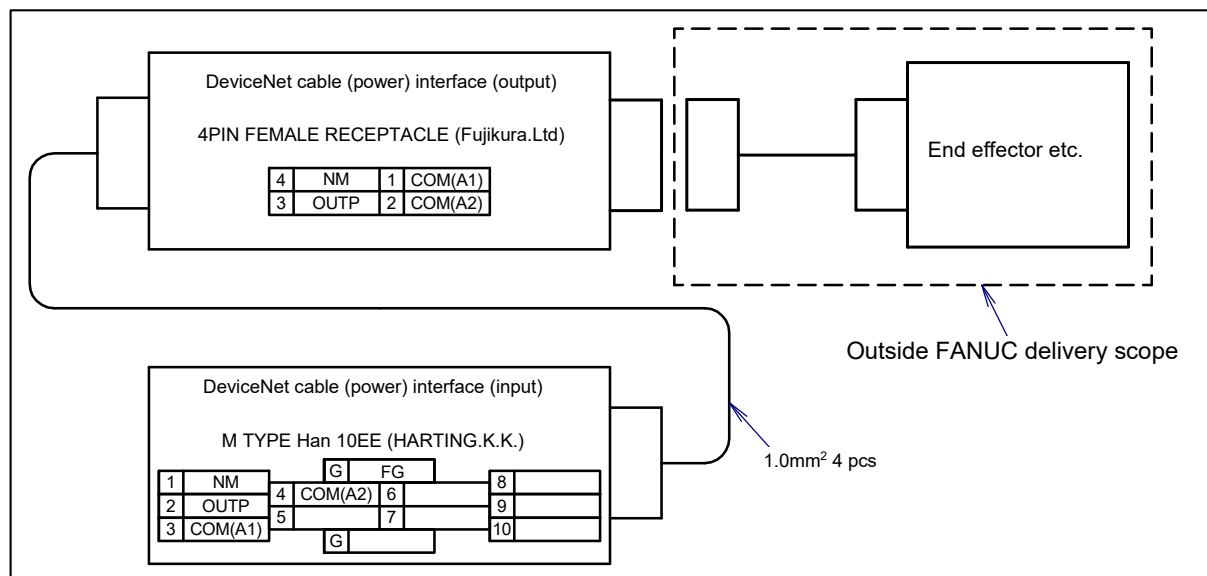 DeviceNet cable (power) interface (output)
4PIN FEMALE RECEPTACLE (Fujikura.Ltd)
4 NM 1 COM(A1)
3 OUTP 2 COM(A2)
End effector etc.
Outside FANUC delivery scope
DeviceNet cable (power) interface (input)
M TYPE Han 10EE (HARTING.K.K.)
G FG
1 NM
4 COM(A2) 6
8
2 OUTP
9
5 7
3 COM(A1)
10
G
1.0mm² 4 pcs